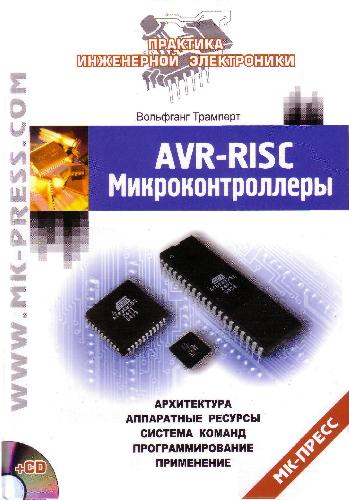 ПРАКТИКА
ИНЖЕНЕРНОЙ ЭЛЕКТРОНИКИ
Вольфганг Трамперт
AVR-RISC
Микроконтроллеры
WWW.MK-PRESS.COM
АРХИТЕКТУРА
АППАРАТНЫЕ РЕСУРСЫ
СИСТЕМА КОМАНД
ПРОГРАММИРОВАНИЕ
ПРИМЕНЕНИЕ
+CD
МК-ПРЕСС